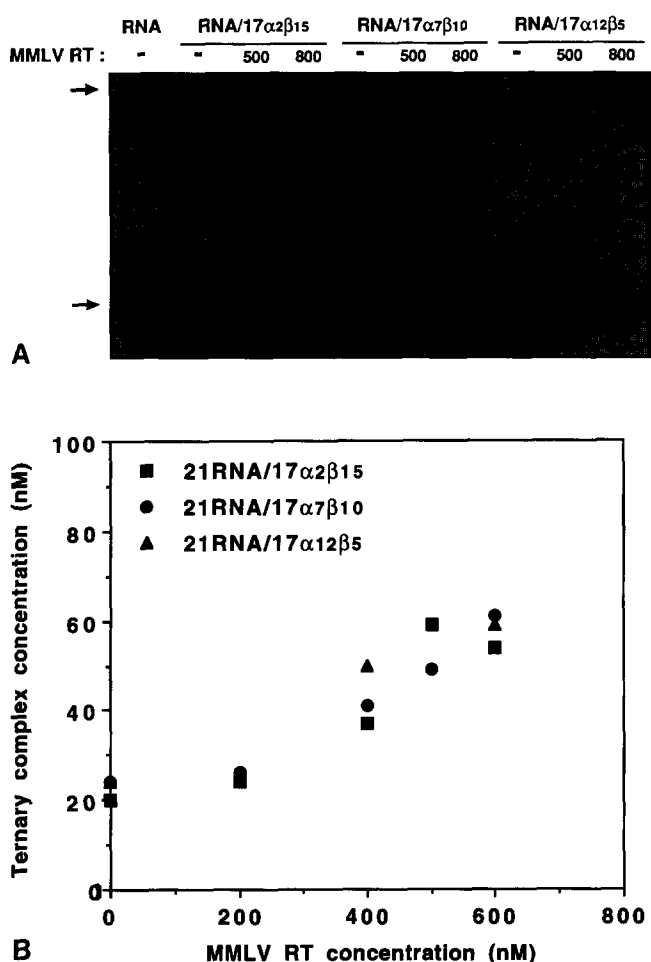 RNA RNA/17α2β15 RNA/17α7β10 RNA/17α12β5
MMLV RT : - - 500 800 - 500 800 - 500 800
A
100
80
60
40
20
0
0 200 400 600 800
Ternary complex concentration (nM)
21RNA/17α2β15
21RNA/17α7β10
21RNA/17α12β5
MMLV RT concentration (nM)
B